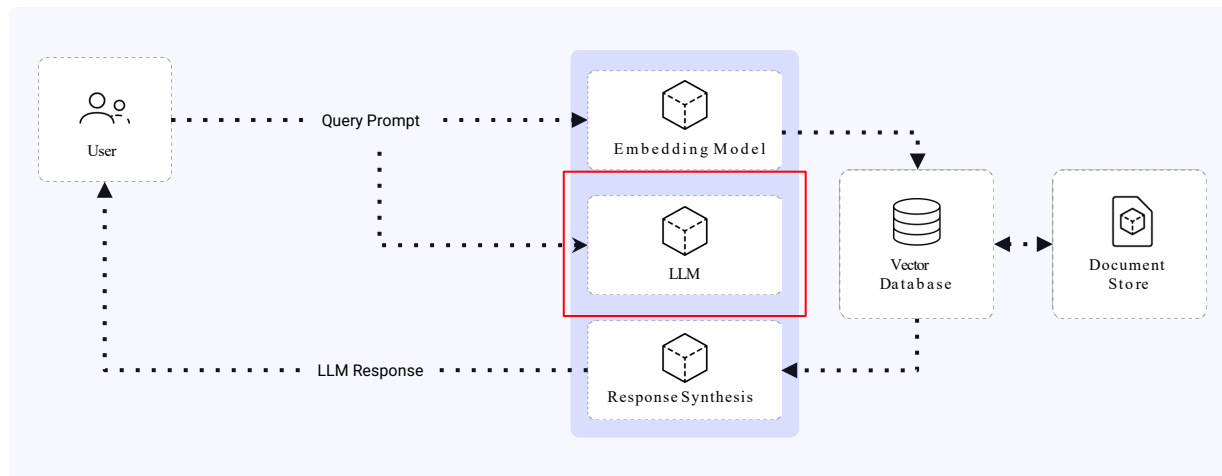 User
Query Prompt
Embedding Model
LLM
Vector
Database
Document
Store
LLM Response
Response Synthesis